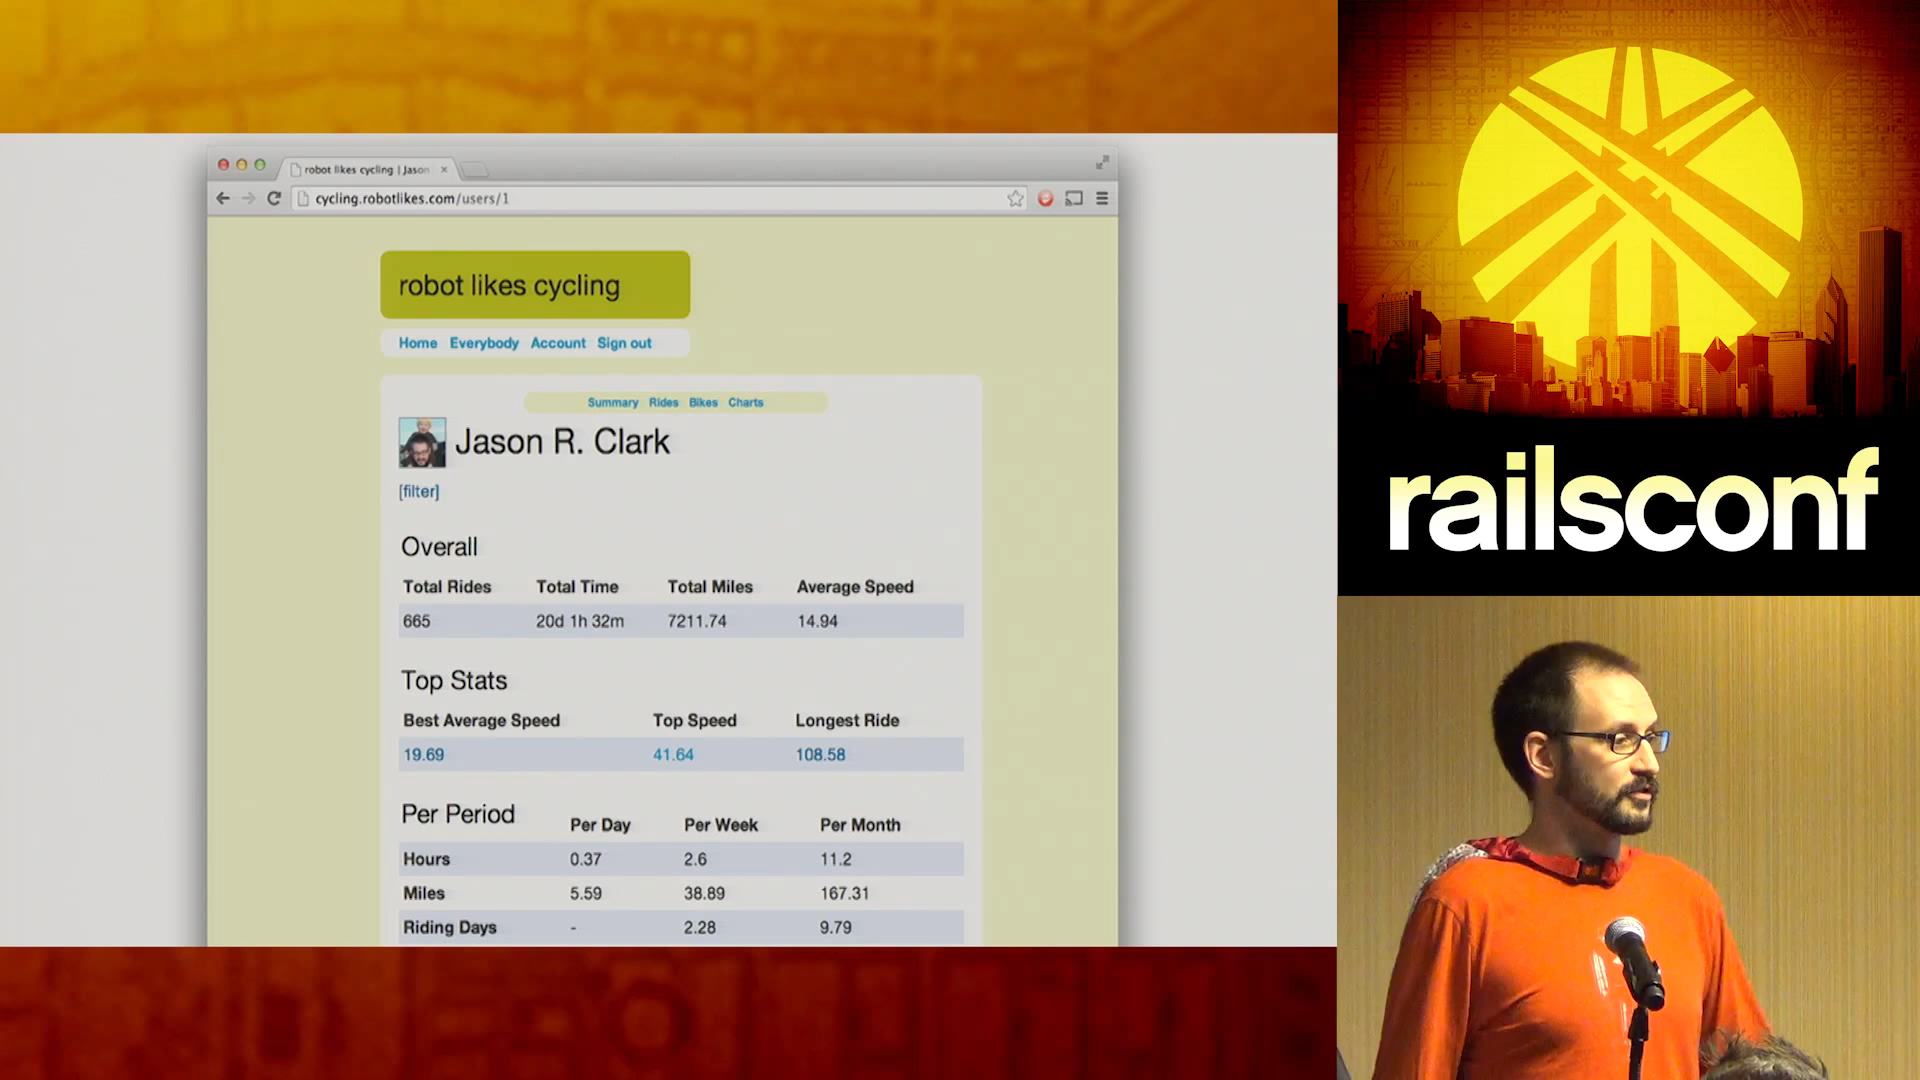 robot likes cycling | Jason
cycling.robotlikes.com/users/1
robot likes cycling
Home Everybody Account Sign out
Summary Rides Bikes Charts
Jason R. Clark
[filter]
Overall
Total Rides Total Time Total Miles Average Speed
665 20d 1h 32m 7211.74 14.94
Top Stats
Best Average Speed Top Speed Longest Ride
19.69 41.64 108.58
Per Period Per Day Per Week Per Month
Hours 0.37 2.6 11.2
Miles 5.59 38.89 167.31
Riding Days - 2.28 9.79
railsconf